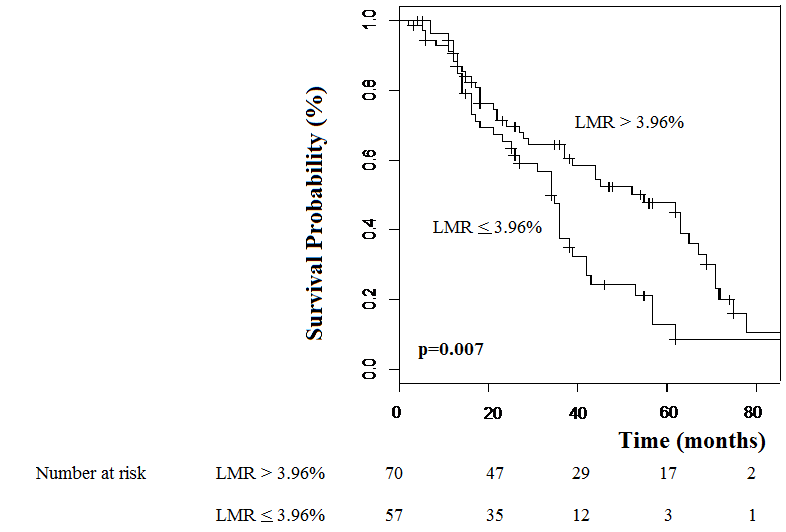 Survival Probability (%)
1.0
0.8
0.6
0.4
0.2
0.0
LMR > 3.96%
LMR ≤ 3.96%
p=0.007
0 20 40 60 80
Time (months)
Number at risk LMR > 3.96% 70 47 29 17 2
LMR ≤ 3.96% 57 35 12 3 1